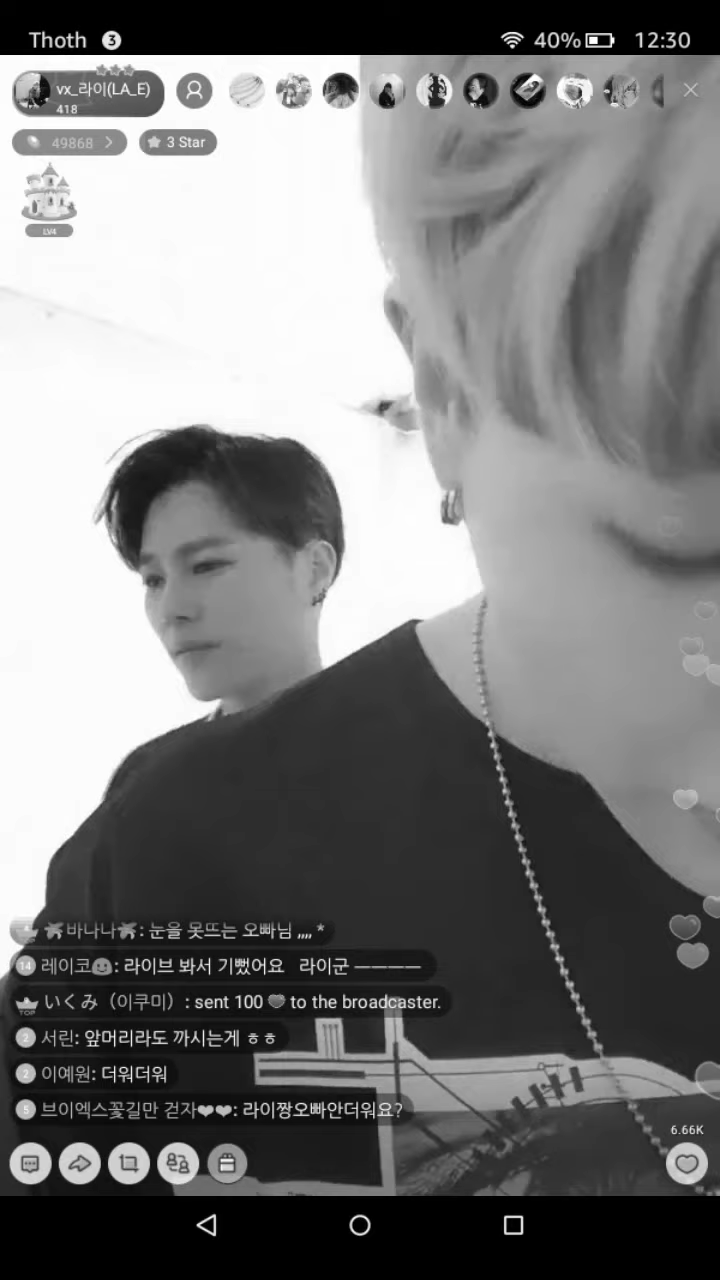 Thoth 3 40% 12:30
vx_라이(LA_E)
418
49868 3 Star
LV4
바나나: 눈을 못뜨는 오빠님 ,,,, *
14 레이코: 라이브 봐서 기뻤어요 라이군 ————
TOP いくみ（이쿠미）: sent 100 to the broadcaster.
2 서린: 앞머리라도 까시는게 ㅎㅎ
2 이예원: 더워더워
5 브이엑스꽃길만 걷자❤❤: 라이짱오빠안더워요?
6.66K